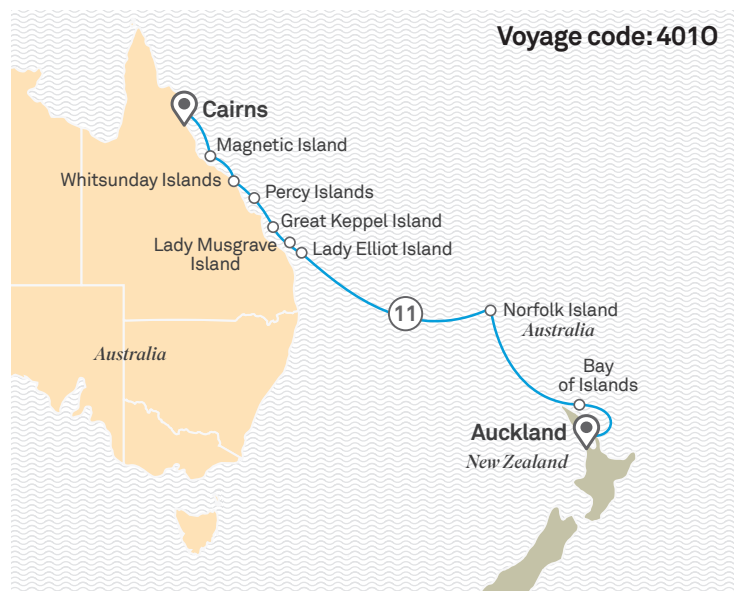 Voyage code: 401O
Cairns
Magnetic Island
Whitsunday Islands
Percy Islands
Great Keppel Island
Lady Musgrave
Island
Lady Elliot Island
11
Norfolk Island
Australia
Australia
Bay
of Islands
Auckland
New Zealand